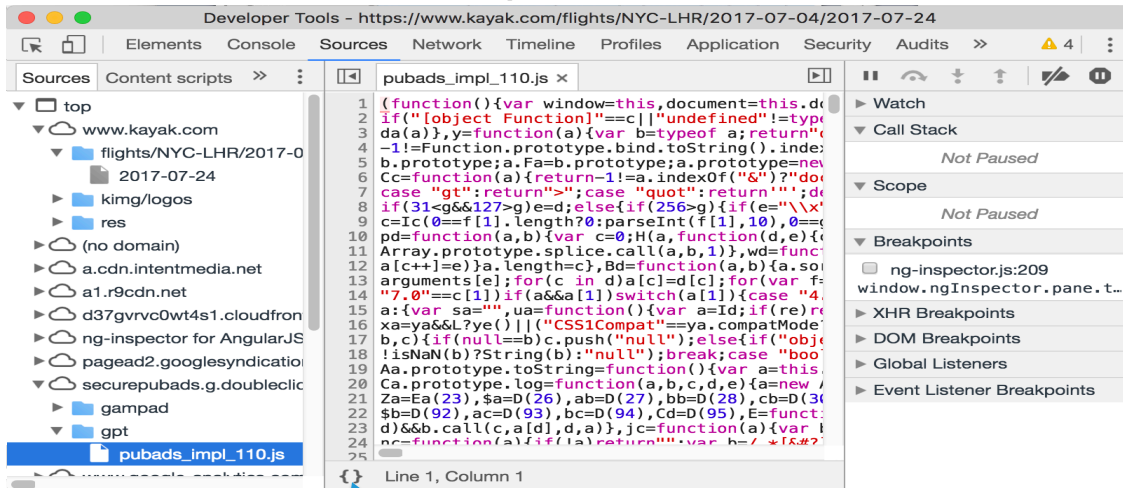 Developer Tools - https://www.kayak.com/flights/NYC-LHR/2017-07-04/2017-07-24
Elements Console Sources Network Timeline Profiles Application Security Audits » 4
Sources Content scripts »
pubads_impl_110.js ×
top
www.kayak.com
flights/NYC-LHR/2017-0
2017-07-24
kimg/logos
res
(no domain)
a.cdn.intentmedia.net
a1.r9cdn.net
d37gvrvc0wt4s1.cloudfron
ng-inspector for AngularJS
pagead2.googlesyndicatio
securepubads.g.doubleclic
gampad
gpt
pubads_impl_110.js
1 (function(){var window=this,document=this.do
2 if("[object Function]"==c||"undefined"!=type
3 da(a)},y=function(a){var b=typeof a;return"
4 -1!=Function.prototype.bind.toString().index
5 b.prototype;a.Fa=b.prototype;a.prototype=new
6 Cc=function(a){return-1!=a.indexOf("&")?"doc
7 case "gt":return">";case "quot":return'"';de
8 if(31<g&&127>g)e=d;else{if(256>g){if(e="\\x"
9 c=Ic(0==f[1].length?0:parseInt(f[1],10),0==g
10 pd=function(a,b){var c=0;H(a,function(d,e){
11 Array.prototype.splice.call(a,b,1)},wd=func
12 a[c++]=e)}a.length=c},Bd=function(a,b){a.so
13 arguments[e];for(c in d)a[c]=d[c];for(var f=
14 "7.0"==c[1])if(a&&a[1])switch(a[1]){case "4.
15 a:{var sa="",ua=function(){var a=Id;if(re)re
16 xa=ya&&L?ye()||("CSS1Compat"==ya.compatMode?
17 b,c){if(null==b)c.push("null");else{if("obje
18 !isNaN(b)?String(b):"null");break;case "bool
19 Aa.prototype.toString=function(){var a=this.
20 Ca.prototype.log=function(a,b,c,d,e){a=new A
21 Za=Ea(23),$a=D(26),ab=D(27),bb=D(28),cb=D(30
22 $b=D(92),ac=D(93),bc=D(94),Cd=D(95),E=functi
23 d)&&b.call(c,a[d],d,a)},jc=function(a){var b
24 nc=function(a){if(!a)return"";var b=/
25
{} Line 1, Column 1
Watch
Call Stack
Not Paused
Scope
Not Paused
Breakpoints
ng-inspector.js:209
window.ngInspector.pane.t…
XHR Breakpoints
DOM Breakpoints
Global Listeners
Event Listener Breakpoints